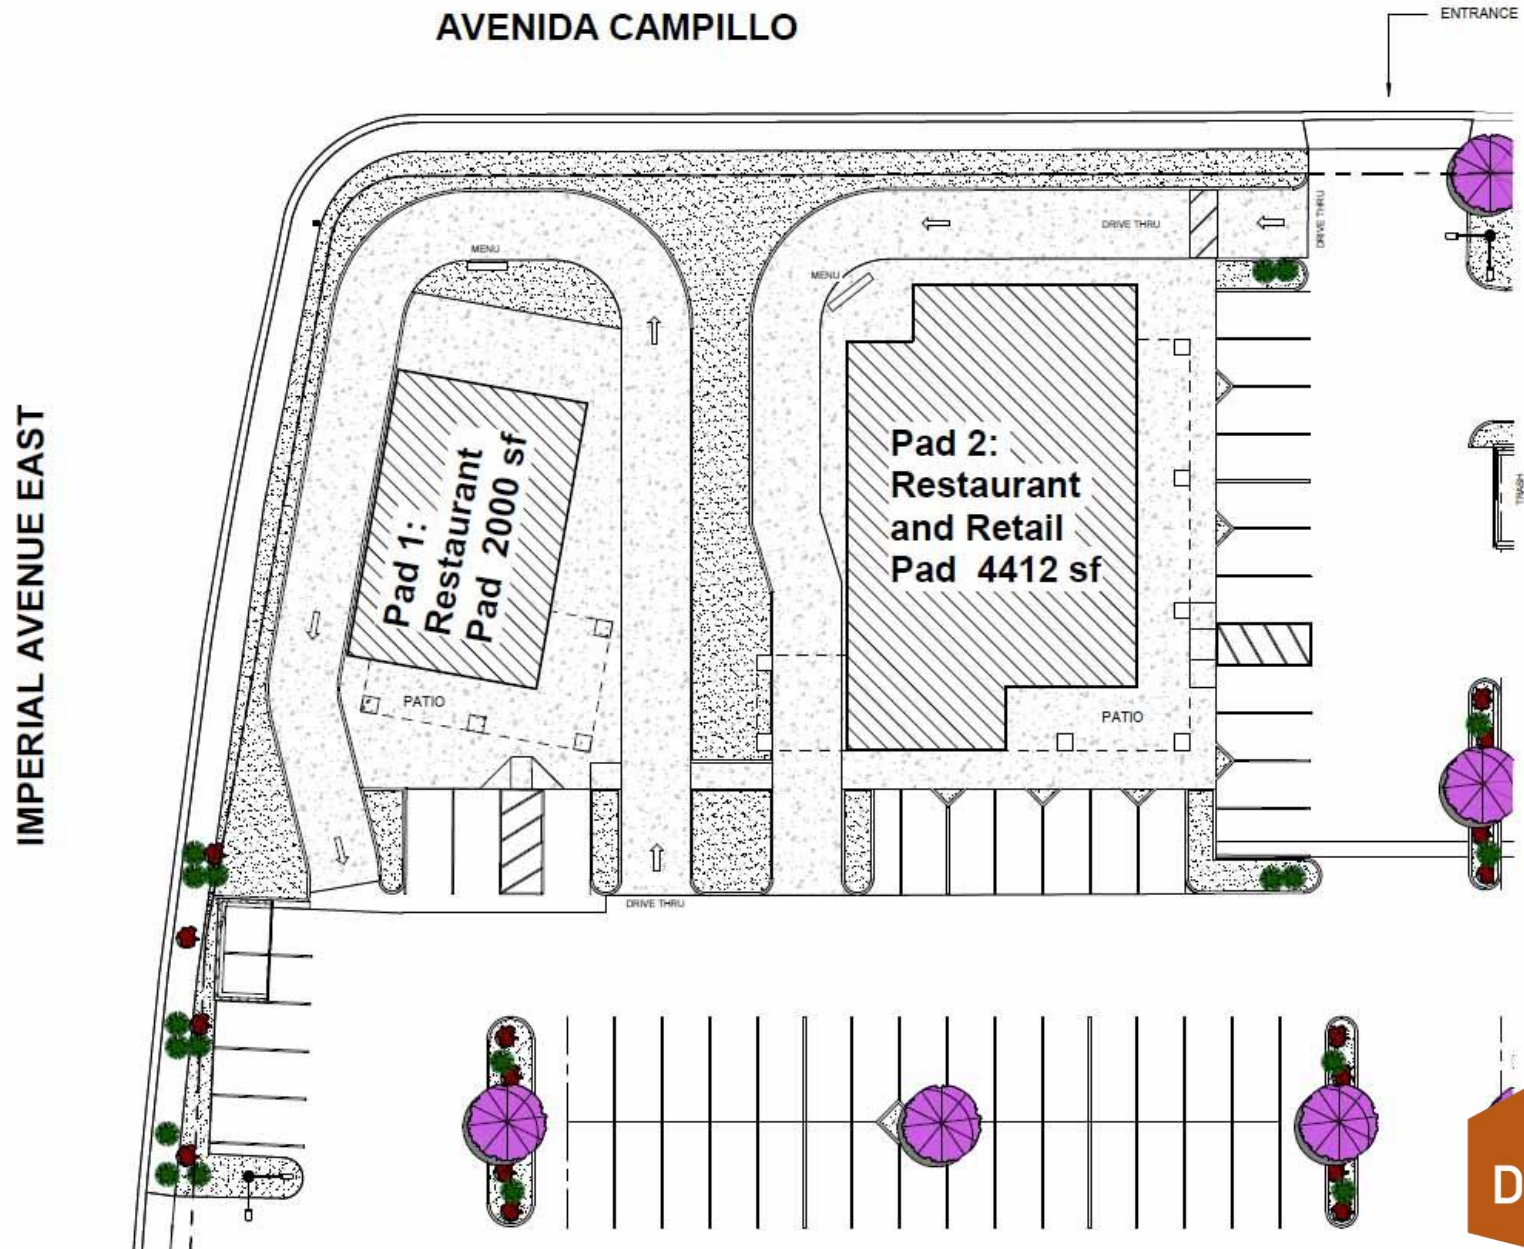 AVENIDA CAMPILLO
ENTRANCE
IMPERIAL AVENUE EAST
MENU
DRIVE THRU
DRIVE THRU
MENU
Pad 1:
Restaurant
Pad 2000 sf
Pad 2:
Restaurant
and Retail
Pad 4412 sf
TRASH
PATIO
PATIO
DRIVE THRU
D